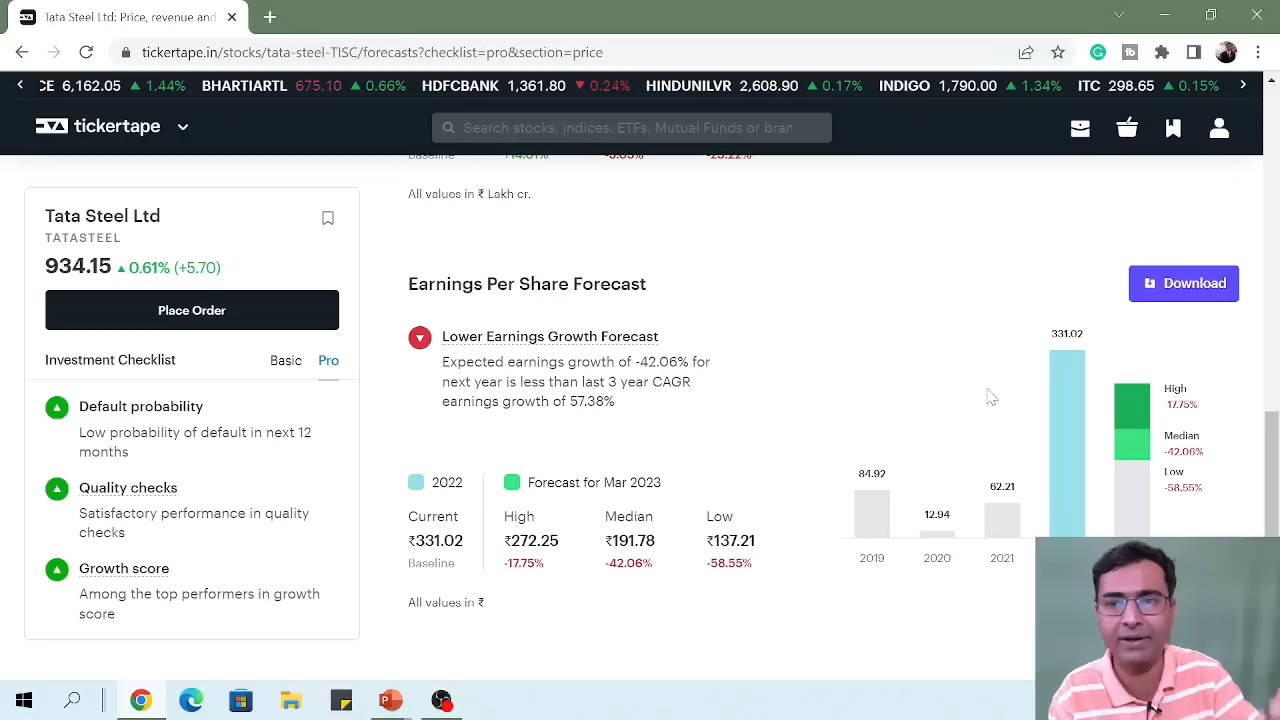 Tata Steel Ltd: Price, revenue and
tickertape.in/stocks/tata-steel-TISC/forecasts?checklist=pro&section=price
CE 6,162.05 ▲ 1.44% BHARTIARTL 675.10 ▲ 0.66% HDFCBANK 1,361.80 ▼ 0.24% HINDUNILVR 2,608.90 ▲ 0.17% INDIGO 1,790.00 ▲ 1.34% ITC 298.65 ▲ 0.15%
tickertape
Search stocks, indices, ETFs, Mutual Funds or bran
Tata Steel Ltd
TATASTEEL
934.15 ▲ 0.61% (+5.70)
Place Order
Investment Checklist Basic Pro
Default probability
Low probability of default in next 12
months
Quality checks
Satisfactory performance in quality
checks
Growth score
Among the top performers in growth
score
Baseline
All values in ₹ Lakh cr.
Earnings Per Share Forecast
Download
Lower Earnings Growth Forecast
Expected earnings growth of -42.06% for
next year is less than last 3 year CAGR
earnings growth of 57.38%
2022 Forecast for Mar 2023
Current High Median Low
₹331.02 ₹272.25 ₹191.78 ₹137.21
Baseline -17.75% -42.06% -58.55%
All values in ₹
331.02
84.92
12.94
62.21
High
-17.75%
Median
-42.06%
Low
-58.55%
2019 2020 2021